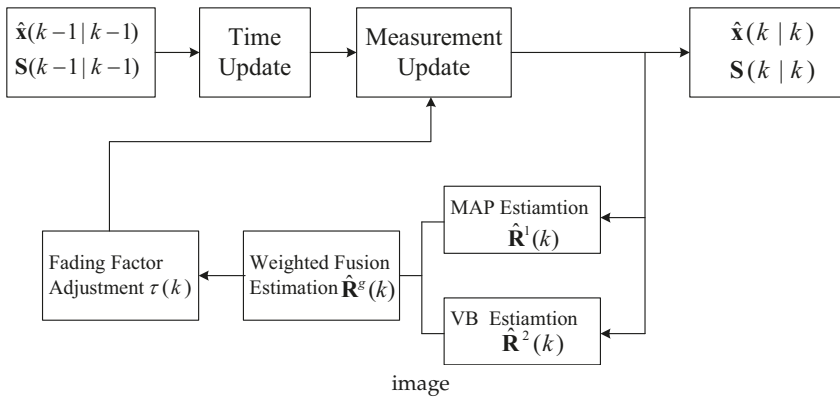 x̂(k−1|k−1)
S(k−1|k−1)
Time
Update
Measurement
Update
x̂(k|k)
S(k|k)
MAP Estiamtion
R̂¹(k)
Fading Factor
Adjustment τ(k)
Weighted Fusion
Estimation R̂ᵍ(k)
VB Estiamtion
R̂²(k)
image